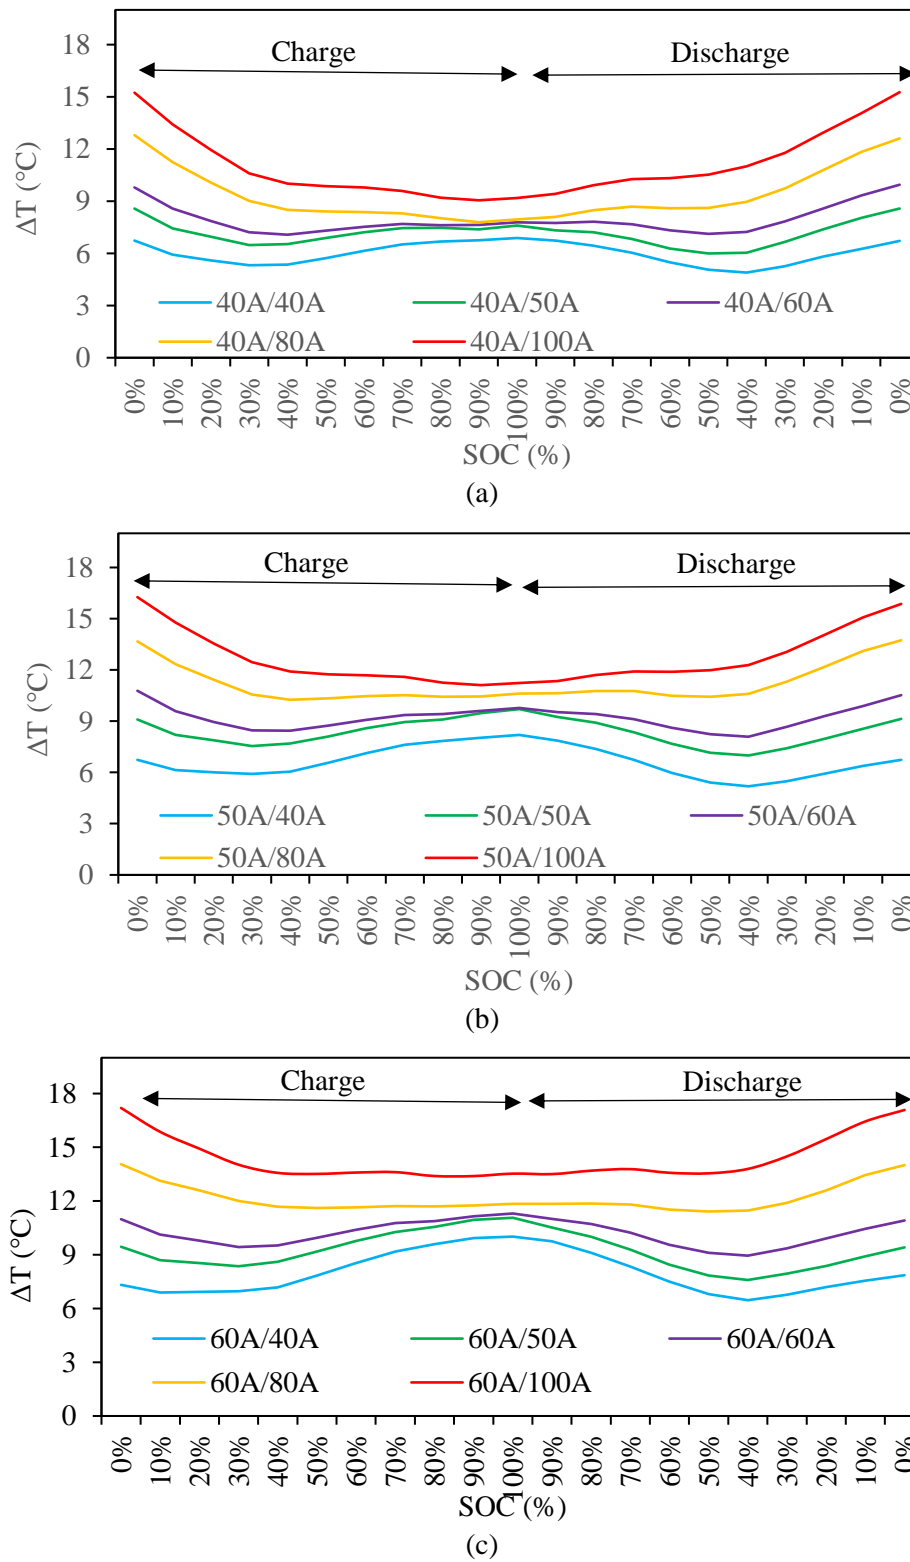 18
Charge Discharge
15
12
9
6
3
0
ΔT (°C)
40A/40A 40A/50A 40A/60A
40A/80A 40A/100A
0% 10% 20% 30% 40% 50% 60% 70% 80% 90% 100% 90% 80% 70% 60% 50% 40% 30% 20% 10% 0%
SOC (%)
(a)
18
Charge Discharge
15
12
9
6
3
0
ΔT (°C)
50A/40A 50A/50A 50A/60A
50A/80A 50A/100A
0% 10% 20% 30% 40% 50% 60% 70% 80% 90% 100% 90% 80% 70% 60% 50% 40% 30% 20% 10% 0%
SOC (%)
(b)
18
Charge Discharge
15
12
9
6
3
0
ΔT (°C)
60A/40A 60A/50A 60A/60A
60A/80A 60A/100A
0% 10% 20% 30% 40% 50% 60% 70% 80% 90% 100% 90% 80% 70% 60% 50% 40% 30% 20% 10% 0%
SOC (%)
(c)